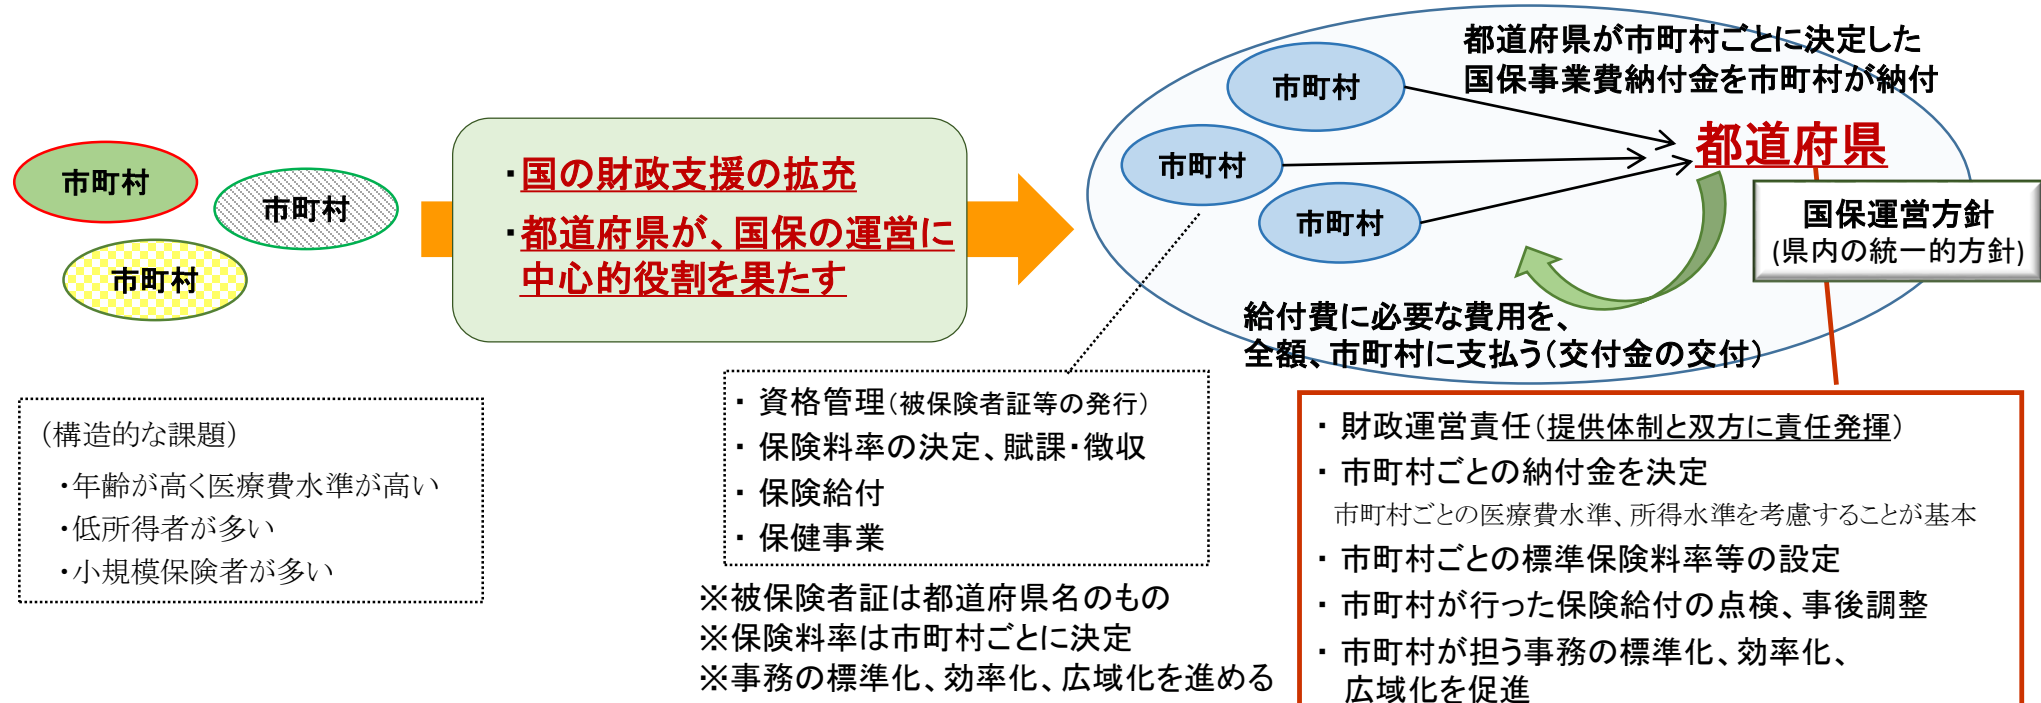 市町村
市町村
市町村
(構造的な課題)
・年齢が高く医療費水準が高い
・低所得者が多い
・小規模保険者が多い
・国の財政支援の拡充
・都道府県が、国保の運営に
中心的役割を果たす
都道府県が市町村ごとに決定した
国保事業費納付金を市町村が納付
市町村
市町村
市町村
都道府県
国保運営方針
(県内の統一的方針)
給付費に必要な費用を、
全額、市町村に支払う(交付金の交付)
・ 資格管理(被保険者証等の発行)
・ 保険料率の決定、賦課・徴収
・ 保険給付
・ 保健事業
※被保険者証は都道府県名のもの
※保険料率は市町村ごとに決定
※事務の標準化、効率化、広域化を進める
・ 財政運営責任(提供体制と双方に責任発揮)
・ 市町村ごとの納付金を決定
市町村ごとの医療費水準、所得水準を考慮することが基本
・ 市町村ごとの標準保険料率等の設定
・ 市町村が行った保険給付の点検、事後調整
・ 市町村が担う事務の標準化、効率化、
広域化を促進